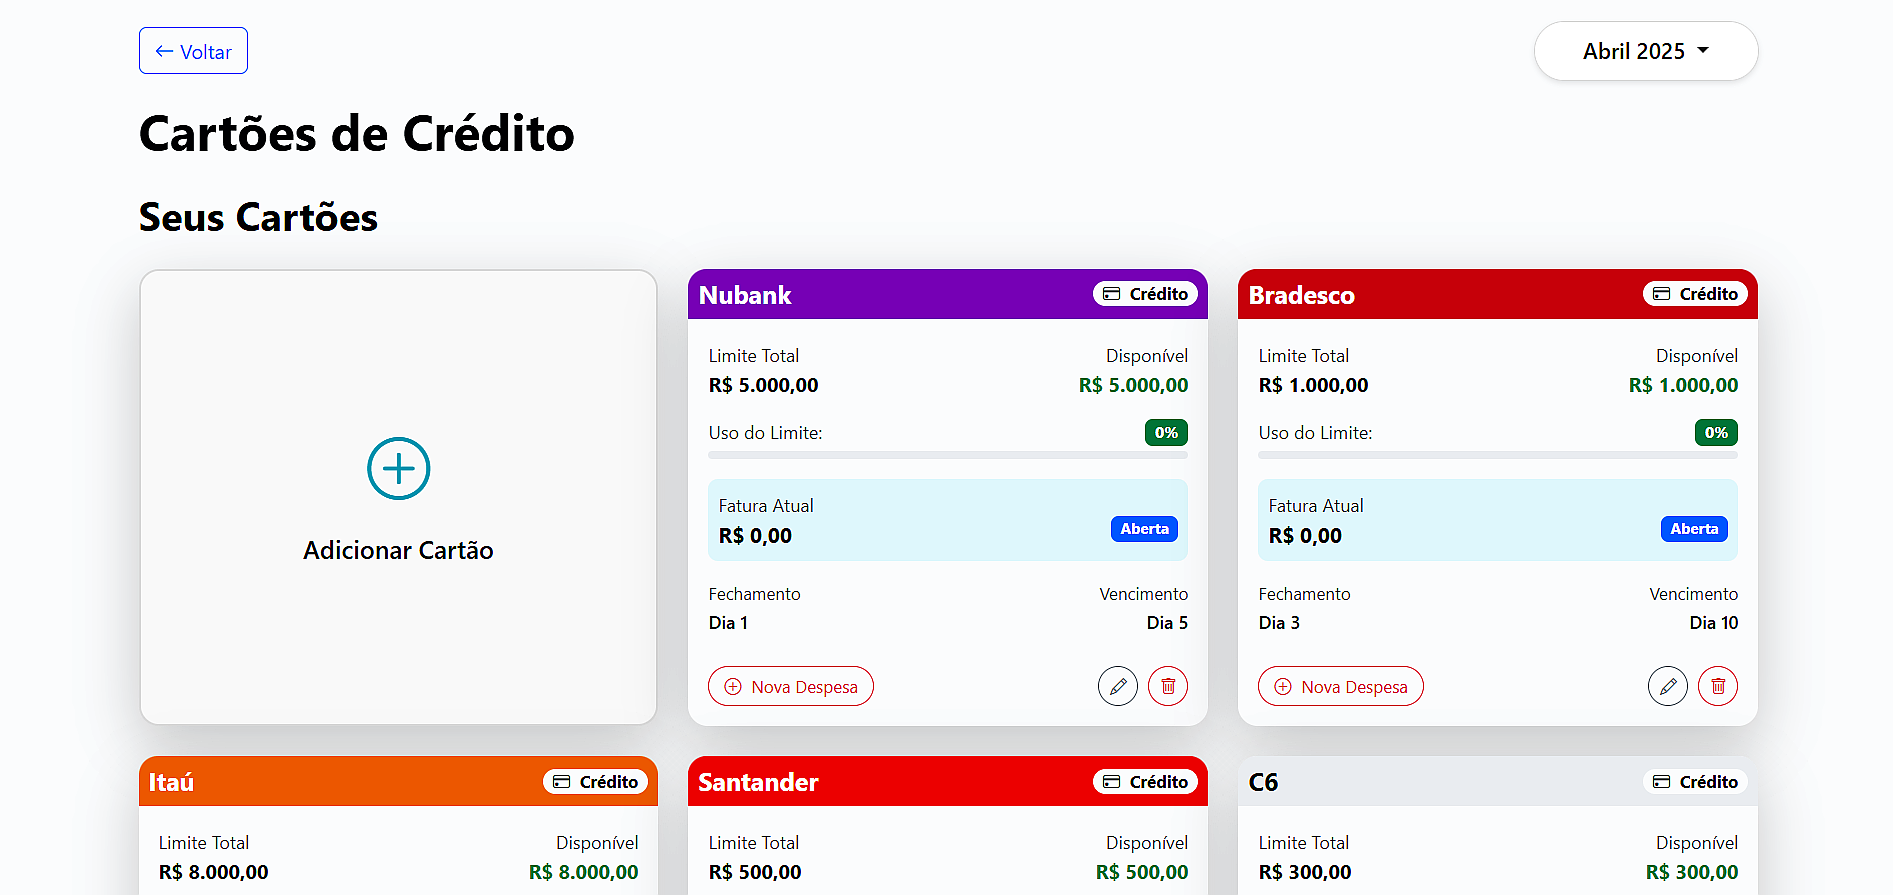 ← Voltar
Abril 2025
Cartões de Crédito
Seus Cartões
Adicionar Cartão
Nubank
Crédito
Limite Total
Disponível
R$ 5.000,00
R$ 5.000,00
Uso do Limite:
0%
Fatura Atual
R$ 0,00
Aberta
Fechamento
Vencimento
Dia 1
Dia 5
Nova Despesa
Bradesco
Crédito
Limite Total
Disponível
R$ 1.000,00
R$ 1.000,00
Uso do Limite:
0%
Fatura Atual
R$ 0,00
Aberta
Fechamento
Vencimento
Dia 3
Dia 10
Nova Despesa
Itaú
Crédito
Limite Total
Disponível
R$ 8.000,00
R$ 8.000,00
Santander
Crédito
Limite Total
Disponível
R$ 500,00
R$ 500,00
C6
Crédito
Limite Total
Disponível
R$ 300,00
R$ 300,00